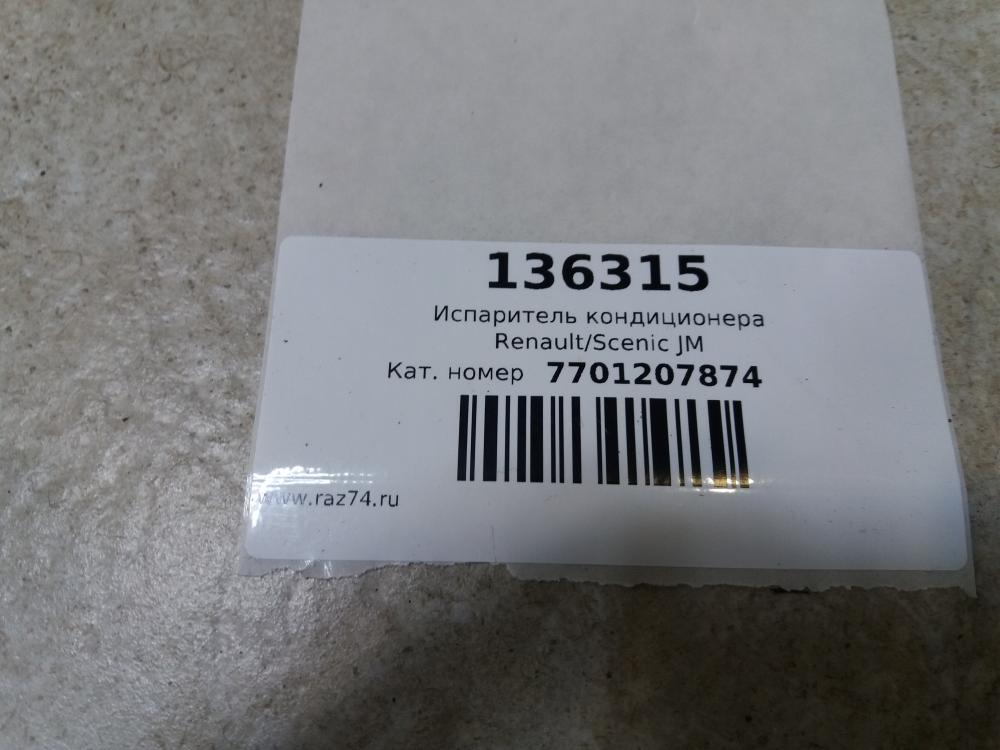 136315
Испаритель кондиционера
Renault/Scenic JM
Кат. номер 7701207874
www.raz74.ru